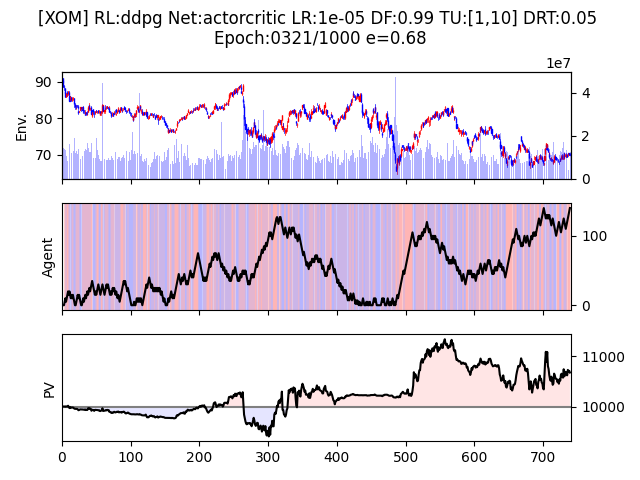 [XOM] RL:ddpg Net:actorcritic LR:1e-05 DF:0.99 TU:[1,10] DRT:0.05
Epoch:0321/1000 e=0.68
1e7
90
80
70
Env.
4
2
0
Agent
100
0
PV
11000
10000
0 100 200 300 400 500 600 700